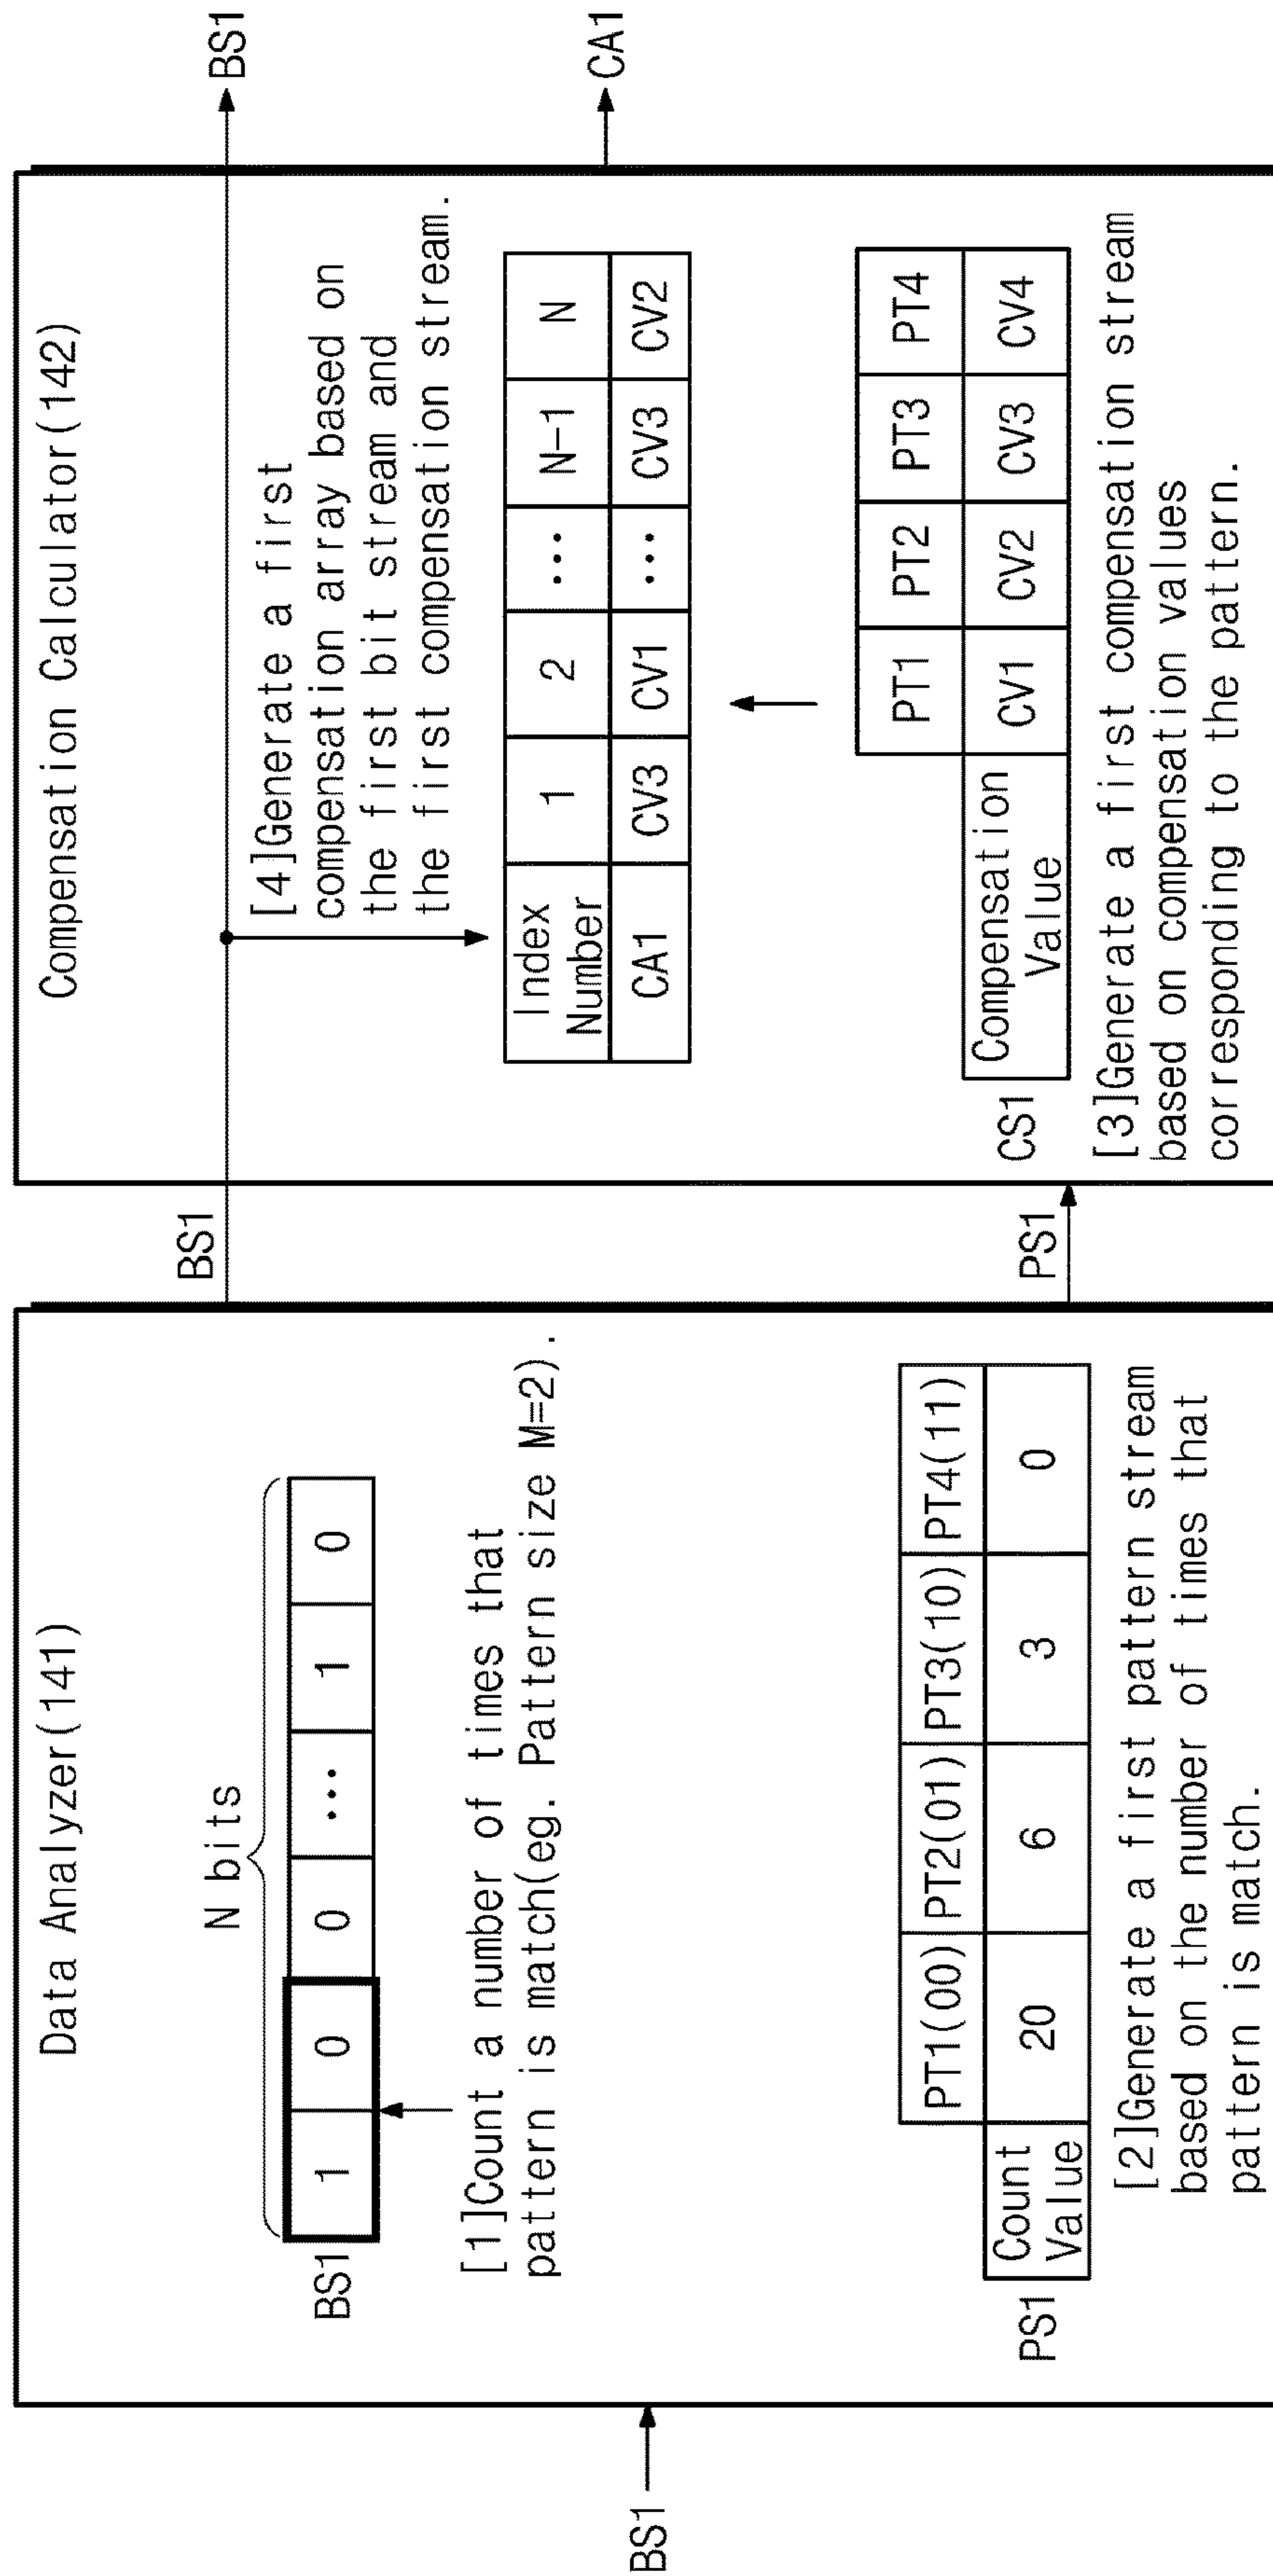 Data Analyzer(141)
N bits
BS1
BS1 1 0 0 ... 1 0
[1]Count a number of times that
pattern is match(eg. Pattern size M=2).
PT1(00) PT2(01) PT3(10) PT4(11)
PS1 Count Value 20 6 3 0
[2]Generate a first pattern stream
based on the number of times that
pattern is match.
BS1
PS1
Compensation Calculator(142)
[4]Generate a first
compensation array based on
the first bit stream and
the first compensation stream.
Index Number 1 2 ... N-1 N
CA1 CV3 CV1 ... CV3 CV2
PT1 PT2 PT3 PT4
CS1 Compensation Value CV1 CV2 CV3 CV4
[3]Generate a first compensation stream
based on compensation values
corresponding to the pattern.
BS1
CA1